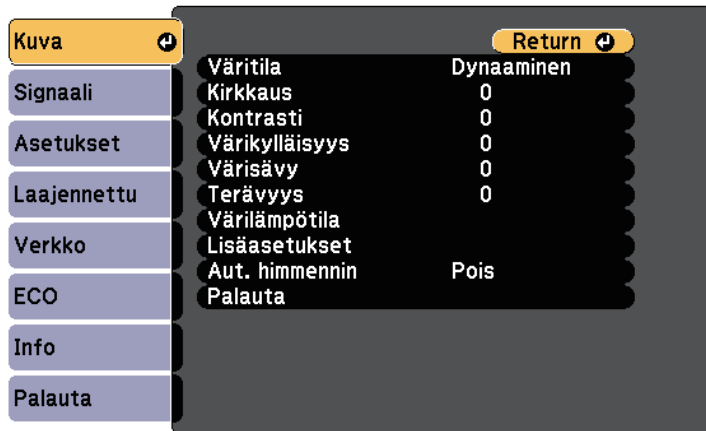 Kuva
Signaali
Asetukset
Laajennettu
Verkko
ECO
Info
Palauta
Return
Väritila Dynaaminen
Kirkkaus 0
Kontrasti 0
Värikylläisyys 0
Värisävy 0
Terävyys 0
Värilämpötila
Lisäasetukset
Aut. himmennin Pois
Palauta